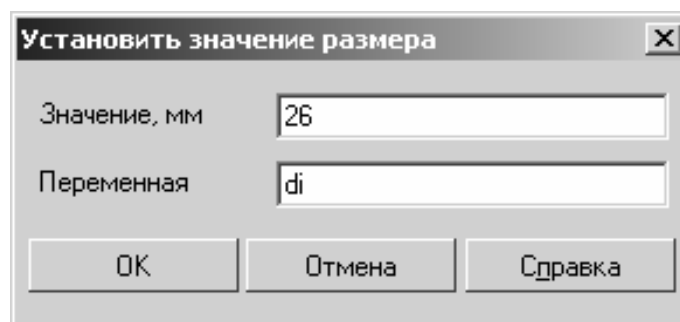 Установить значение размера
Значение, мм 26
Переменная di
OK Отмена Справка